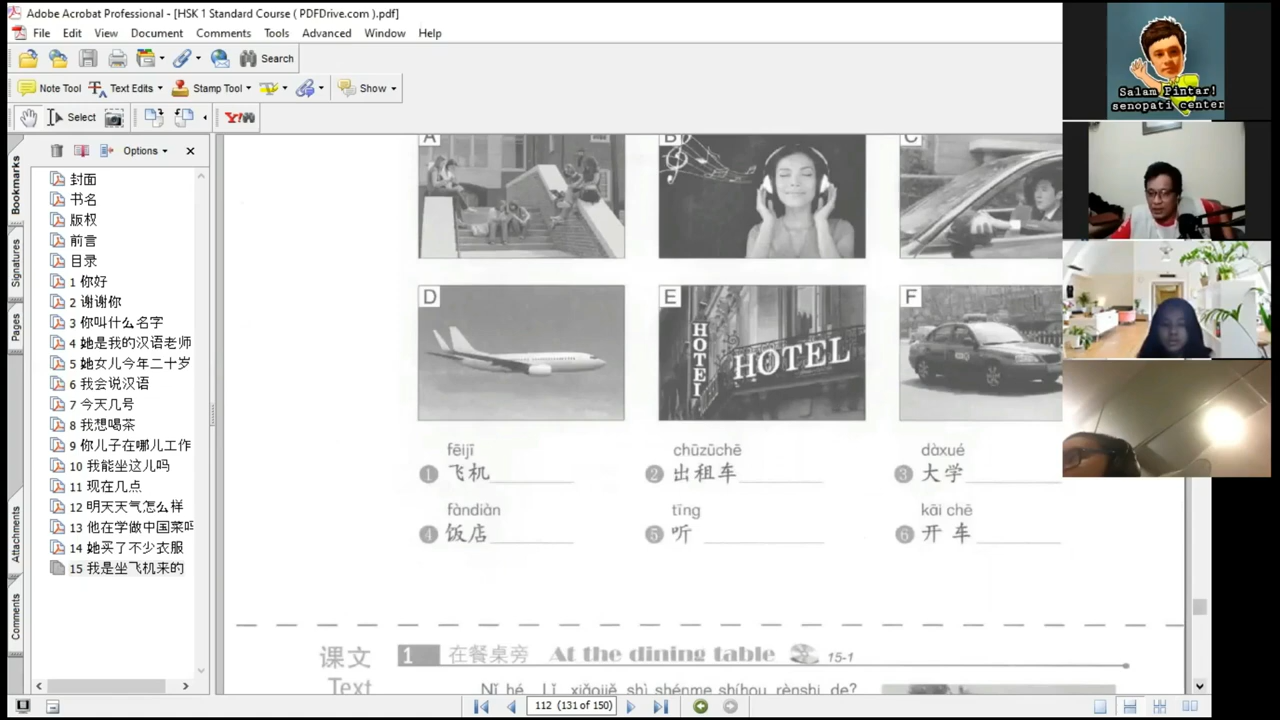 Adobe Acrobat Professional - [HSK 1 Standard Course ( PDFDrive.com ).pdf]
File Edit View Document Comments Tools Advanced Window Help
Search
Note Tool Text Edits Stamp Tool Show
Select Y!
Bookmarks
Signatures
Pages
Attachments
Comments
Options
封面
书名
版权
前言
目录
1 你好
2 谢谢你
3 你叫什么名字
4 她是我的汉语老师
5 她女儿今年二十岁
6 我会说汉语
7 今天几号
8 我想喝茶
9 你儿子在哪儿工作
10 我能坐这儿吗
11 现在几点
12 明天天气怎么样
13 他在学做中国菜吗
14 她买了不少衣服
15 我是坐飞机来的
A B C
D E F
HOTEL
HOTEL
fēijī chūzūchē dàxué
1 飞机 2 出租车 3 大学
fàndiàn tīng kāi chē
4 饭店 5 听 6 开 车
课文 1 在餐桌旁 At the dining table 15-1
Text
Nǐ hé Lǐ xiǎojiě shì shénme shíhou rènshi de?
112 (131 of 150)
Salam Pintar!
senopati center